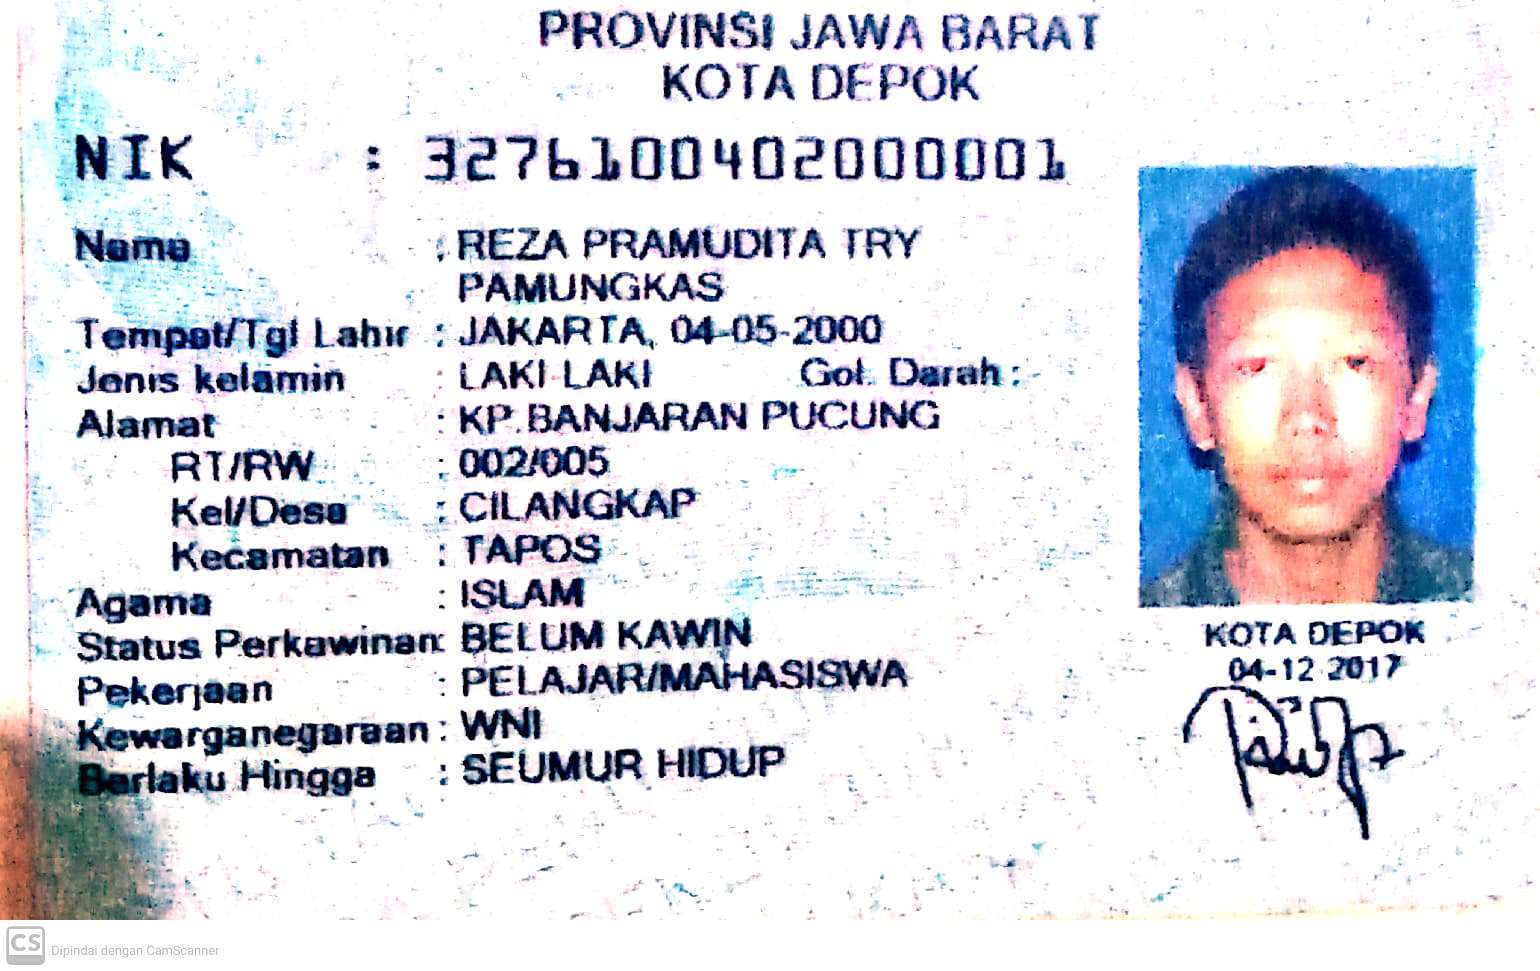 PROVINSI JAWA BARAT
KOTA DEPOK
NIK : 3276100402000001
Nama : REZA PRAMUDITA TRY
PAMUNGKAS
Tempat/Tgl Lahir : JAKARTA, 04-05-2000
Jenis kelamin : LAKI LAKI Gol. Darah : -
Alamat : KP.BANJARAN PUCUNG
RT/RW : 002/005
Kel/Desa : CILANGKAP
Kecamatan : TAPOS
Agama : ISLAM
Status Perkawinan: BELUM KAWIN
Pekerjaan : PELAJAR/MAHASISWA
Kewarganegaraan : WNI
Berlaku Hingga : SEUMUR HIDUP
KOTA DEPOK
04-12-2017
CS Dipindai dengan CamScanner